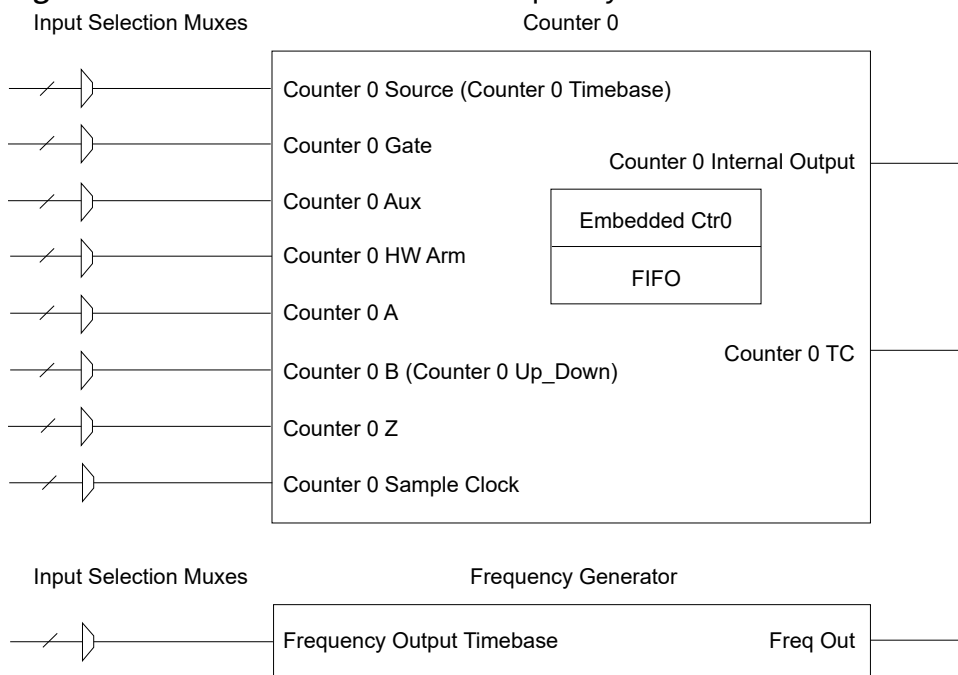 Input Selection Muxes
Counter 0
Counter 0 Source (Counter 0 Timebase)
Counter 0 Gate
Counter 0 Internal Output
Counter 0 Aux
Embedded Ctr0
Counter 0 HW Arm
FIFO
Counter 0 A
Counter 0 TC
Counter 0 B (Counter 0 Up_Down)
Counter 0 Z
Counter 0 Sample Clock
Input Selection Muxes
Frequency Generator
Frequency Output Timebase
Freq Out